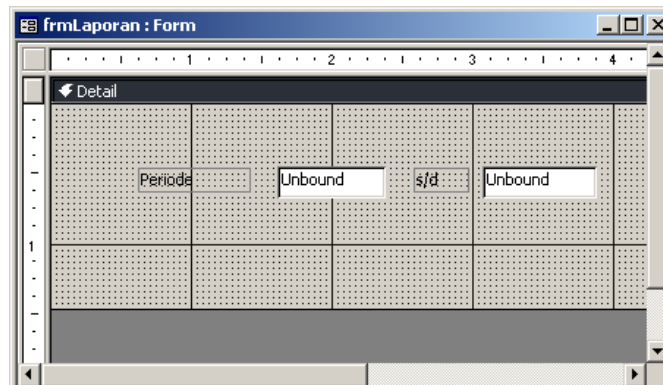 frmLaporan : Form
1 2 3 4
Detail
Periode Unbound s/d Unbound
1